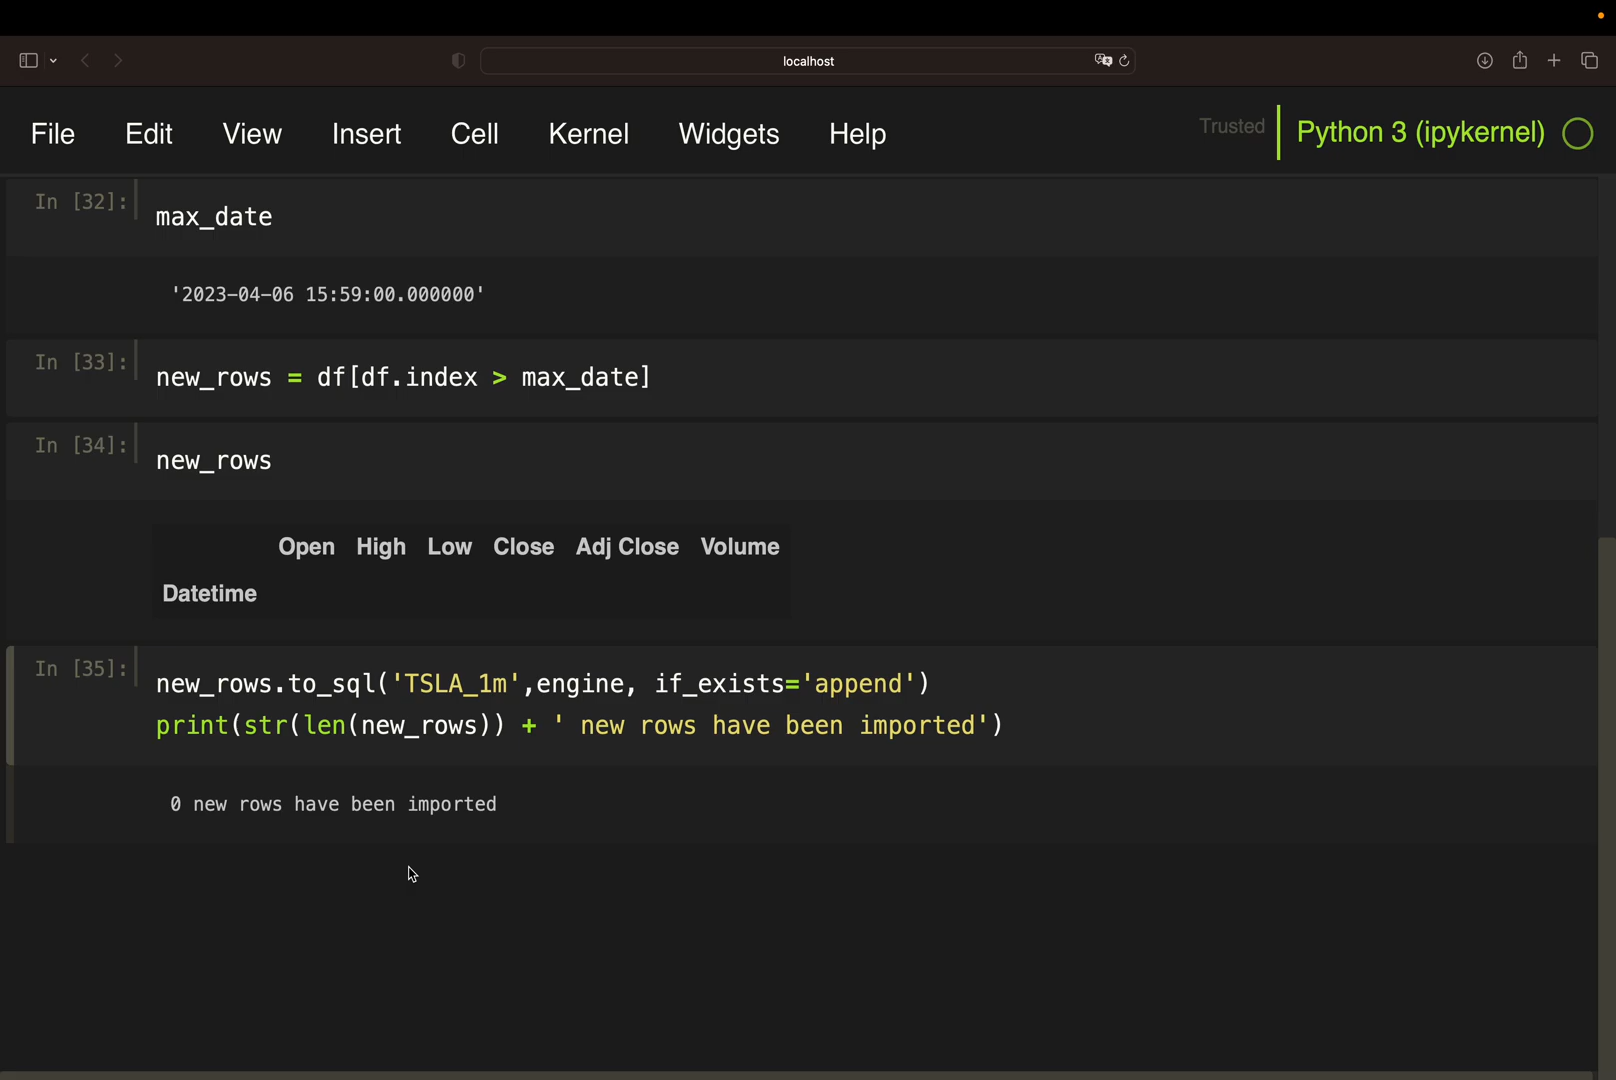 localhost
File Edit View Insert Cell Kernel Widgets Help Trusted Python 3 (ipykernel)
In [32]: max_date
'2023-04-06 15:59:00.000000'
In [33]: new_rows = df[df.index > max_date]
In [34]: new_rows
Open High Low Close Adj Close Volume
Datetime
In [35]: new_rows.to_sql('TSLA_1m',engine, if_exists='append')
print(str(len(new_rows)) + ' new rows have been imported')
0 new rows have been imported